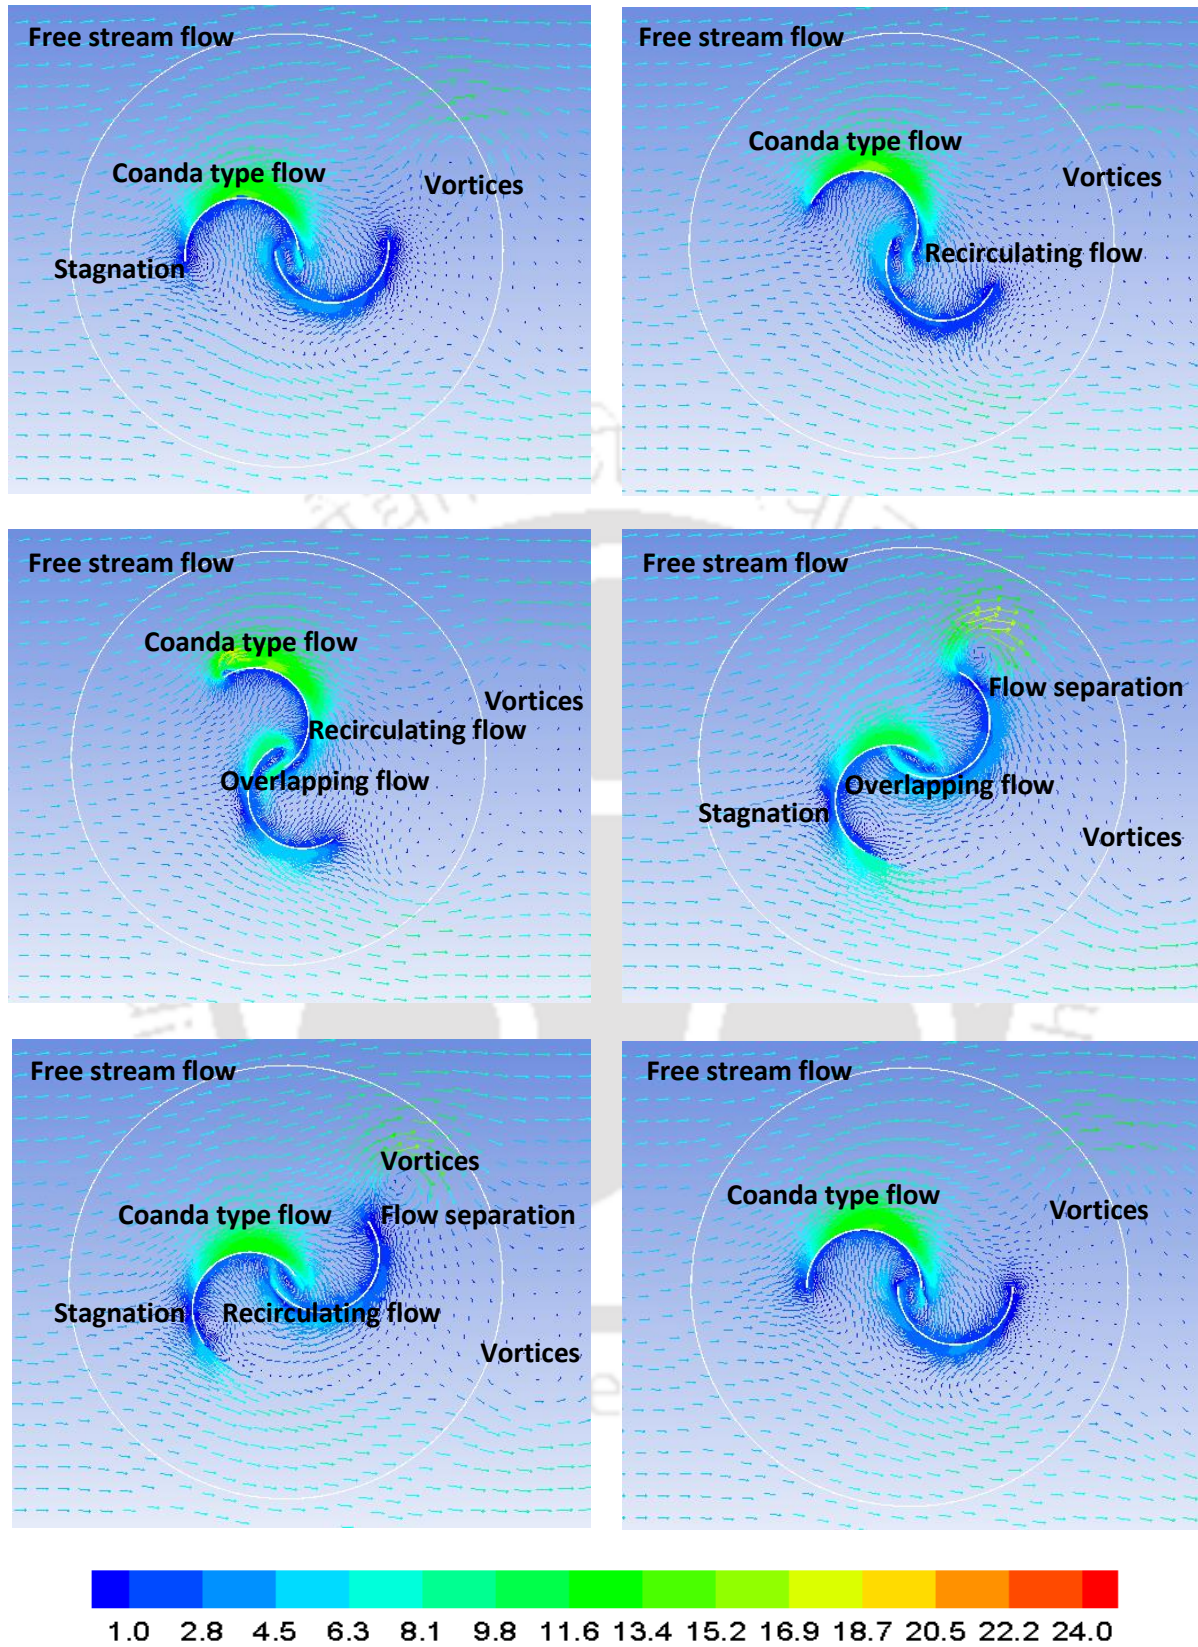 Free stream flow
Coanda type flow
Vortices
Stagnation
Free stream flow
Coanda type flow
Vortices
Recirculating flow
Free stream flow
Coanda type flow
Vortices
Recirculating flow
Overlapping flow
Free stream flow
Flow separation
Overlapping flow
Stagnation
Vortices
Free stream flow
Vortices
Coanda type flow
Flow separation
Stagnation
Recirculating flow
Vortices
Free stream flow
Coanda type flow
Vortices
1.0 2.8 4.5 6.3 8.1 9.8 11.6 13.4 15.2 16.9 18.7 20.5 22.2 24.0